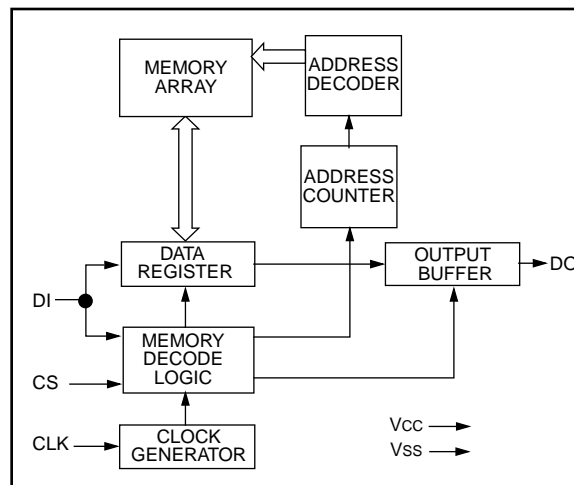 MEMORY
ARRAY
ADDRESS
DECODER
ADDRESS
COUNTER
DATA
REGISTER
OUTPUT
BUFFER
DO
DI
MEMORY
DECODE
LOGIC
CS
CLK
CLOCK
GENERATOR
VCC
VSS